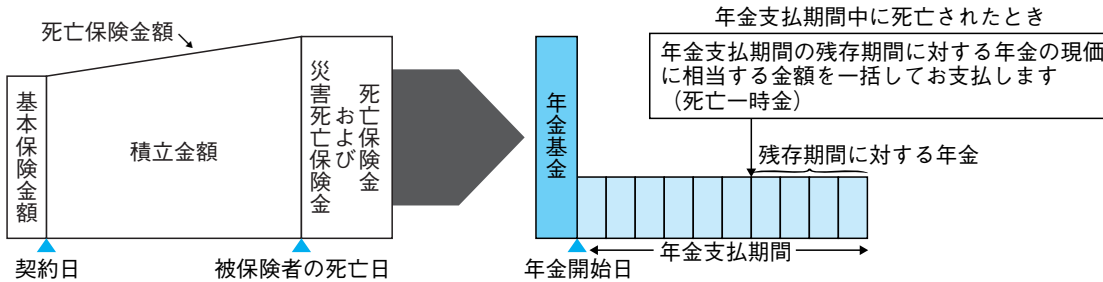 死亡保険金額
基本保険金額
積立金額
災害死亡保険金
および
死亡保険金
契約日
被保険者の死亡日
年金支払期間中に死亡されたとき
年金支払期間の残存期間に対する年金の現価
に相当する金額を一括してお支払します
（死亡一時金）
年金基金
残存期間に対する年金
年金支払期間
年金開始日